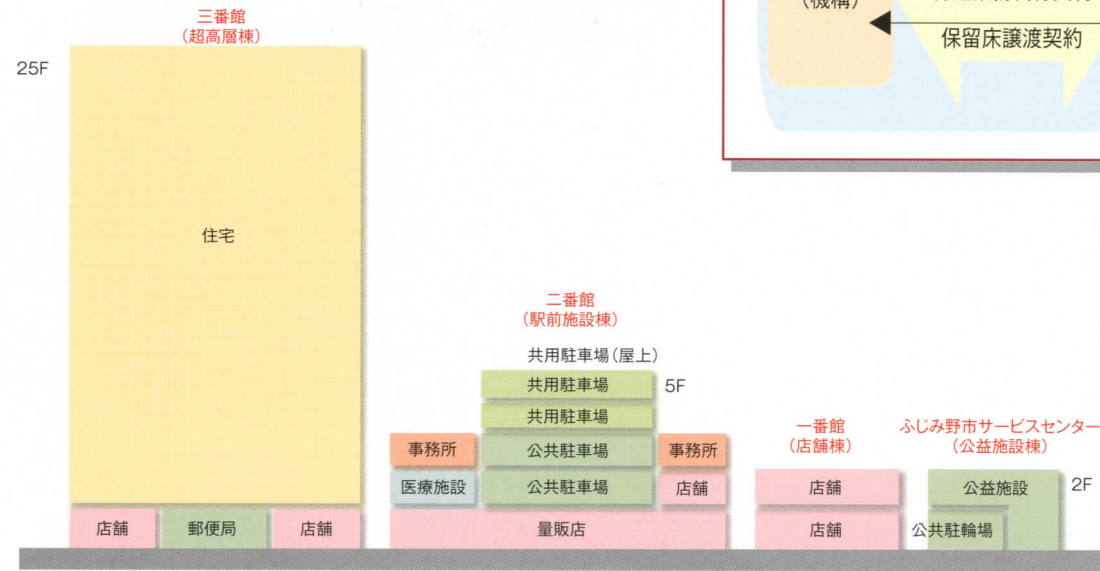 三番館
（超高層棟）
25F
住宅
店舗
郵便局
店舗
二番館
（駅前施設棟）
共用駐車場（屋上）
共用駐車場
5F
共用駐車場
事務所
公共駐車場
事務所
医療施設
公共駐車場
店舗
量販店
一番館
（店舗棟）
店舗
店舗
ふじみ野市サービスセンター
（公益施設棟）
公益施設
2F
公共駐輪場
（機構）
保留床譲渡契約